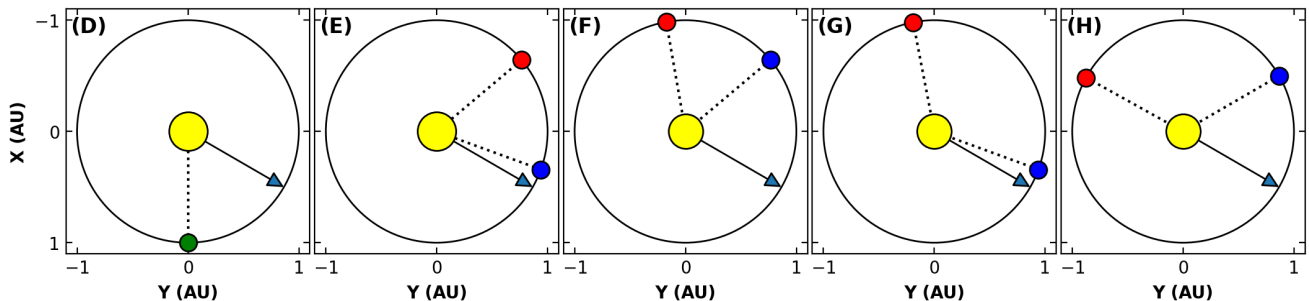 (D) (E) (F) (G) (H)
−1
0
1
X (AU)
−1 0 1 −1 0 1 −1 0 1 −1 0 1 −1 0 1
Y (AU) Y (AU) Y (AU) Y (AU) Y (AU)